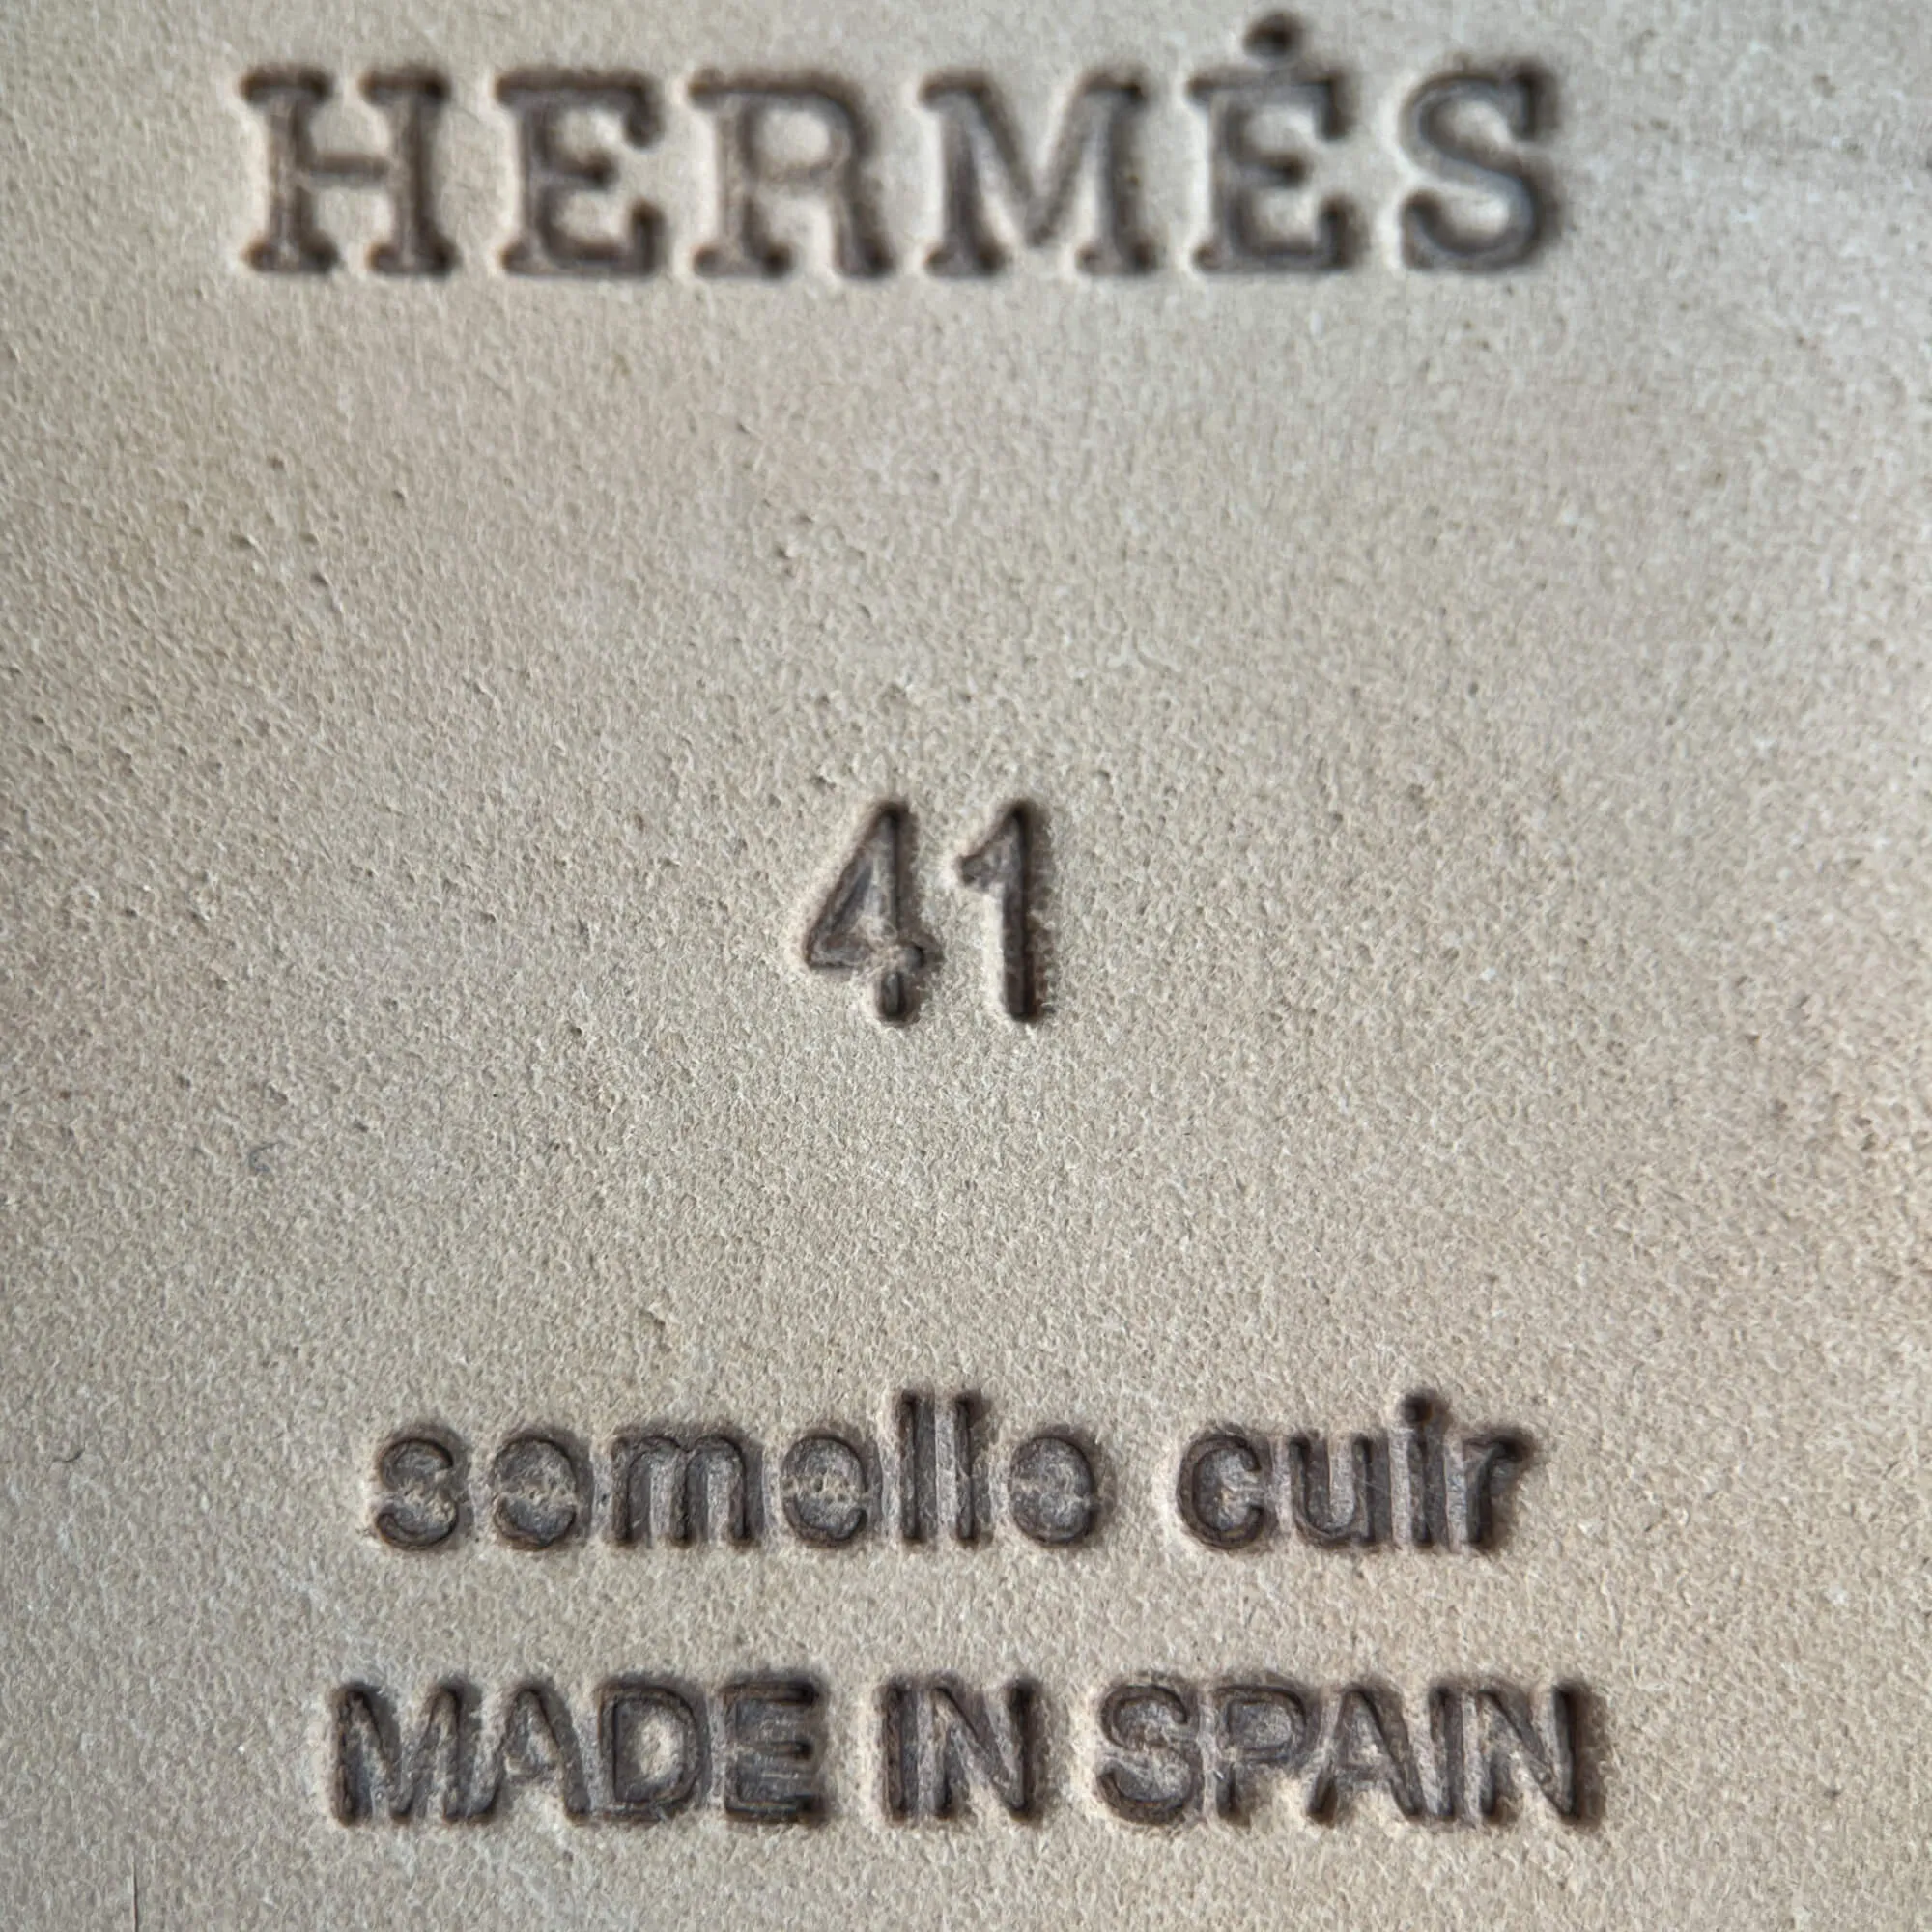 HERMÈS
41
semelle cuir
MADE IN SPAIN